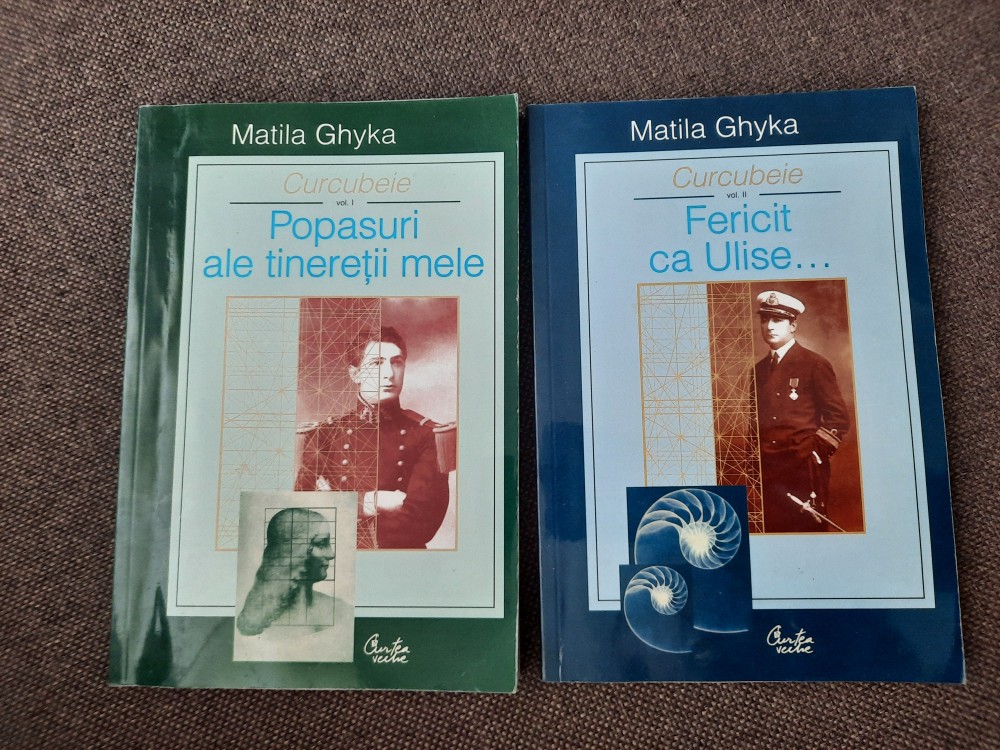 Matila Ghyka
Curcubeie
vol. I
Popasuri
ale tinereții mele
Curtea
veche
Matila Ghyka
Curcubeie
vol. II
Fericit
ca Ulise...
Curtea
veche